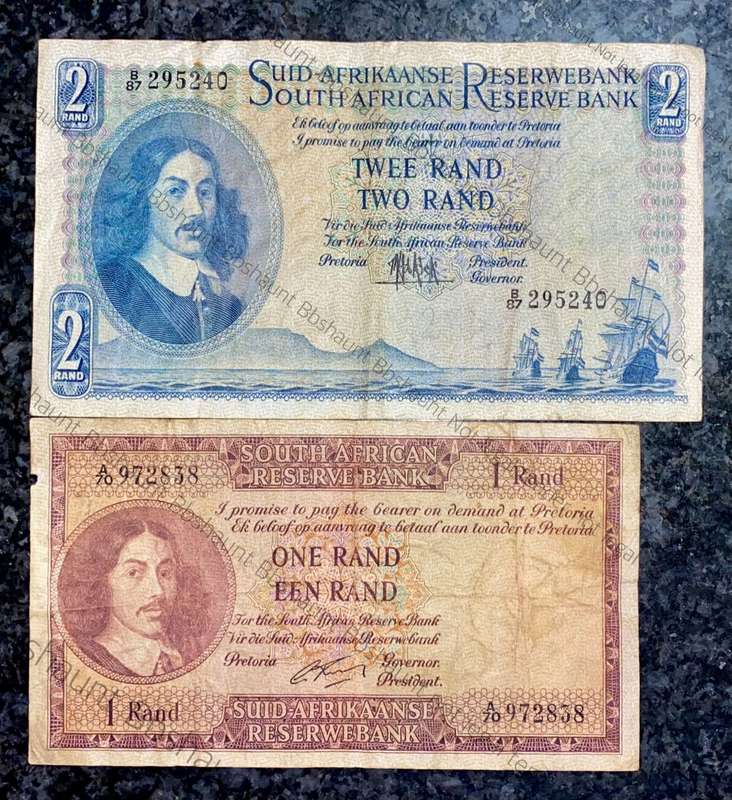 2
RAND
B/87 295240
SUID-AFRIKAANSE RESERWEBANK
SOUTH AFRICAN RESERVE BANK
2
RAND
Ek beloof op aanvraag te betaal aan toonder te Pretoria
I promise to pay the bearer on demand at Pretoria
TWEE RAND
TWO RAND
Vir die Suid-Afrikaanse Reserwebank
For the South African Reserve Bank
Pretoria President.
Governor.
B/87 295240
2
RAND
SOUTH AFRICAN
RESERVE BANK
A/70 972838
1 Rand
I promise to pay the bearer on demand at Pretoria
Ek beloof op aanvraag te betaal aan toonder te Pretoria
ONE RAND
EEN RAND
For the South African Reserve Bank
Vir die Suid-Afrikaanse Reserwebank
Pretoria Governor.
President.
1 Rand
SUID-AFRIKAANSE
RESERWEBANK
A/70 972838
Bbshaunt Bbshaunt Not legal